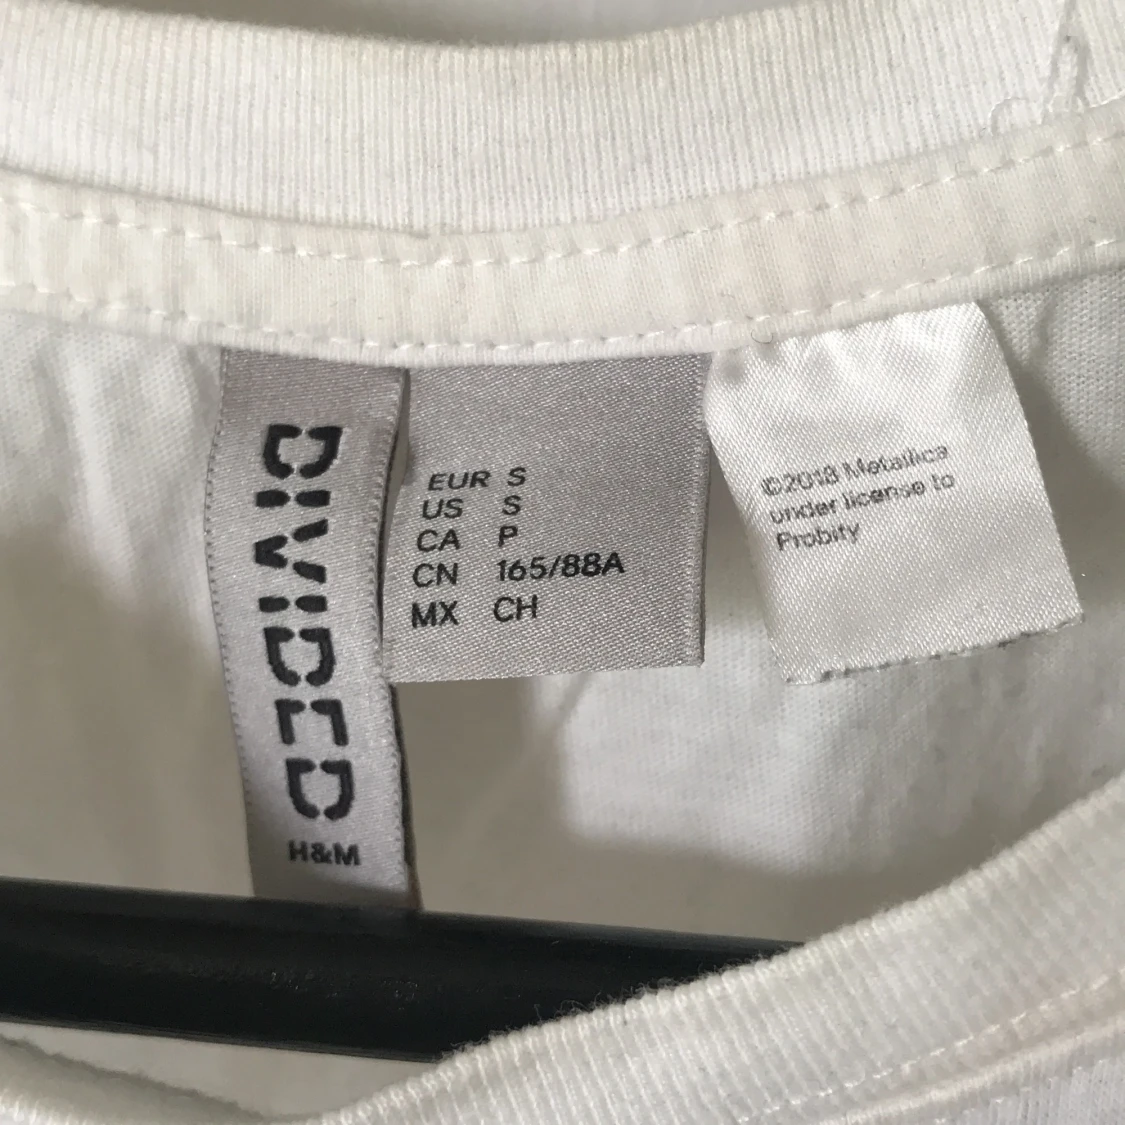 DIVIDED
H&M
EUR S
US S
CA P
CN 165/88A
MX CH
©2018 Metallica
under license to
Probity